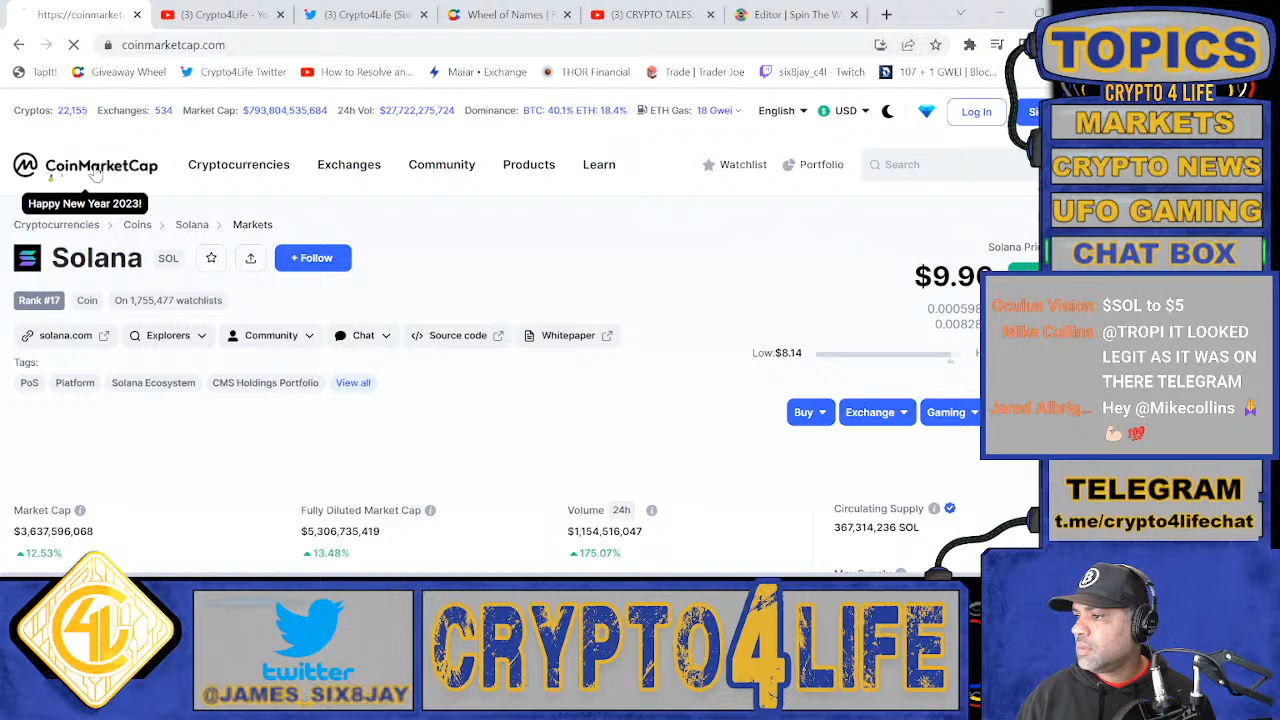 https://coinmarket
(3) Crypto4Life - Yo
(3) Crypto4Life (Six
Wheel of Names | R
(3) CRYPTO TALES:
Editor | Spin The W
coinmarketcap.com
TapIt!
Giveaway Wheel
Crypto4Life Twitter
How to Resolve an...
Maiar • Exchange
THOR Financial
Trade | Trader Joe
six8jay_c4l - Twitch
107 + 1 GWEI | Bloc...
Cryptos: 22,155
Exchanges: 534
Market Cap: $793,804,535,684
24h Vol: $27,722,275,724
Dominance: BTC: 40.1% ETH: 18.4%
ETH Gas: 18 Gwei
English
USD
Log In
CoinMarketCap
Cryptocurrencies
Exchanges
Community
Products
Learn
Watchlist
Portfolio
Search
Happy New Year 2023!
Cryptocurrencies
Coins
Solana
Markets
Solana
SOL
+ Follow
Rank #17
Coin
On 1,755,477 watchlists
solana.com
Explorers
Community
Chat
Source code
Whitepaper
Tags:
PoS
Platform
Solana Ecosystem
CMS Holdings Portfolio
View all
Solana Pri
0.000598
0.00828
Low: $8.14
Buy
Exchange
Gaming
Market Cap
$3,637,596,068
12.53%
Fully Diluted Market Cap
$5,306,735,419
13.48%
Volume 24h
$1,154,516,047
175.07%
Circulating Supply
367,314,236 SOL
TOPICS
CRYPTO 4 LIFE
MARKETS
CRYPTO NEWS
UFO GAMING
CHAT BOX
Oculus Vision $SOL to $5
Mike Collins @TROPI IT LOOKED
LEGIT AS IT WAS ON
THERE TELEGRAM
Jared Albrig... Hey @Mikecollins
💯
TELEGRAM
t.me/crypto4lifechat
C4L
twitter
@JAMES_SIX8JAY
CRYPTO4LIFE